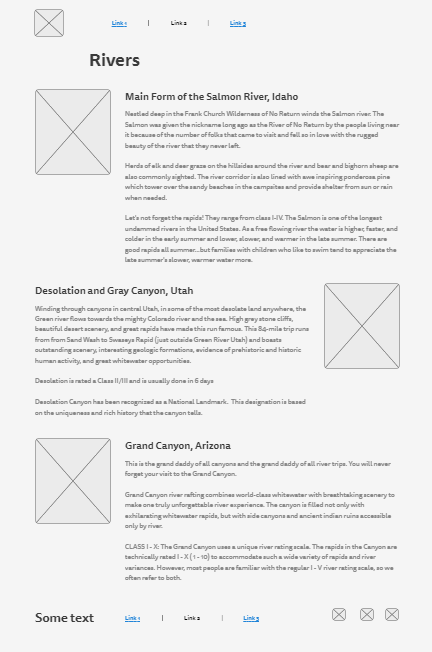 Link 1 | Link 2 | Link 3
Rivers
Main Form of the Salmon River, Idaho
Nestled deep in the Frank Church Wilderness of No Return winds the Salmon river. The
Salmon was given the nickname long ago as the River of No Return by the people living near
it because of the number of folks that came to visit and fell so in love with the rugged
beauty of the river that they never left.
Herds of elk and deer graze on the hillsides around the river and bear and bighorn sheep are
also commonly sighted. The river corridor is also lined with awe inspiring ponderosa pine
which tower over the sandy beaches in the campsites and provide shelter from sun or rain
when needed.
Let's not forget the rapids! They range from class I-IV. The Salmon is one of the longest
undammed rivers in the United States. As a free flowing river the water is higher, faster, and
colder in the early summer and lower, slower, and warmer in the late summer. There are
good rapids all summer...but families with children who like to swim tend to appreciate the
late summer's slower, warmer water more.
Desolation and Gray Canyon, Utah
Winding through canyons in central Utah, in some of the most desolate land anywhere, the
Green river flows towards the mighty Colorado river and the sea. High grey stone cliffs,
beautiful desert scenery, and great rapids have made this run famous. This 84-mile trip runs
from from Sand Wash to Swaseys Rapid (just outside Green River Utah) and boasts
outstanding scenery, interesting geologic formations, evidence of prehistoric and historic
human activity, and great whitewater opportunities.
Desolation is rated a Class II/III and is usually done in 6 days
Desolation Canyon has been recognized as a National Landmark. This designation is based
on the uniqueness and rich history that the canyon tells.
Grand Canyon, Arizona
This is the grand daddy of all canyons and the grand daddy of all river trips. You will never
forget your visit to the Grand Canyon.
Grand Canyon river rafting combines world-class whitewater with breathtaking scenery to
make one truly unforgettable river experience. The canyon is filled not only with
exhilarating whitewater rapids, but with side canyons and ancient indian ruins accessible
only by river.
CLASS I - X: The Grand Canyon uses a unique river rating scale. The rapids in the Canyon are
technically rated I - X ( 1 - 10) to accommodate such a wide variety of rapids and river
variances. However, most people are familiar with the regular I - V river rating scale, so we
often refer to both.
Some text
Link 1 | Link 2 | Link 3